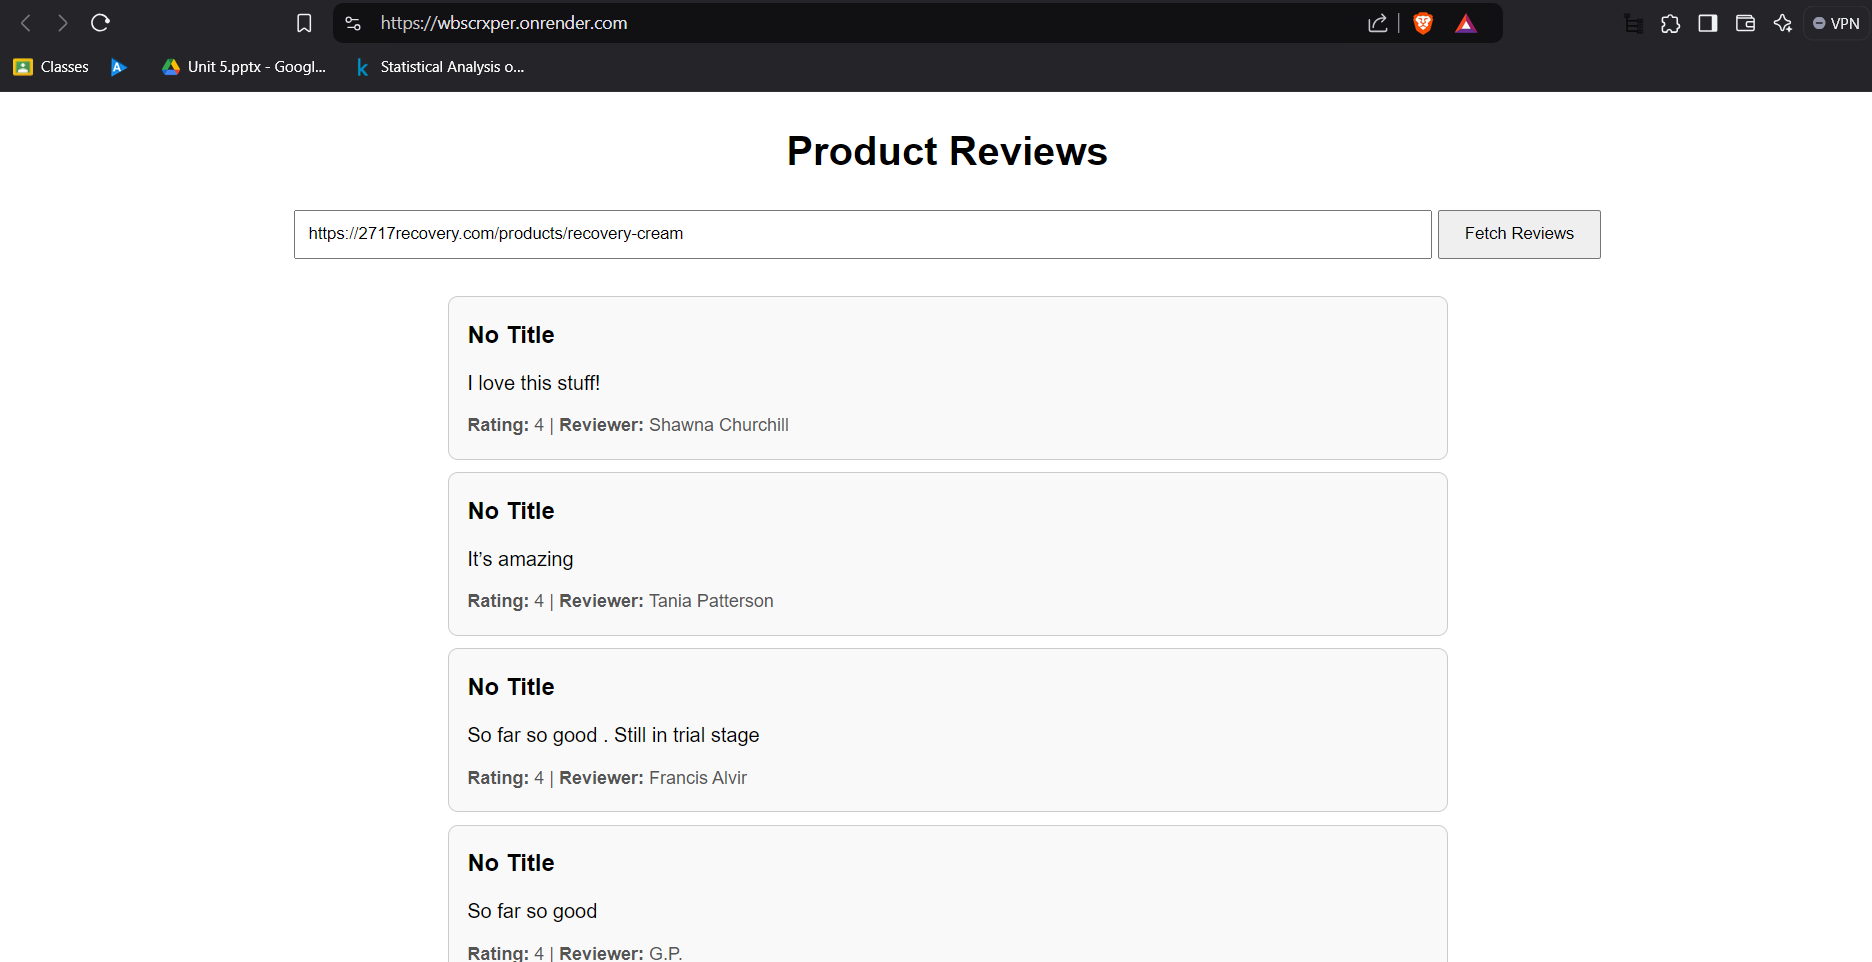 https://wbscrxper.onrender.com
VPN
Classes
Unit 5.pptx - Googl...
Statistical Analysis o...
Product Reviews
https://2717recovery.com/products/recovery-cream
Fetch Reviews
No Title
I love this stuff!
Rating: 4 | Reviewer: Shawna Churchill
No Title
It’s amazing
Rating: 4 | Reviewer: Tania Patterson
No Title
So far so good . Still in trial stage
Rating: 4 | Reviewer: Francis Alvir
No Title
So far so good
Rating: 4 | Reviewer: G.P.